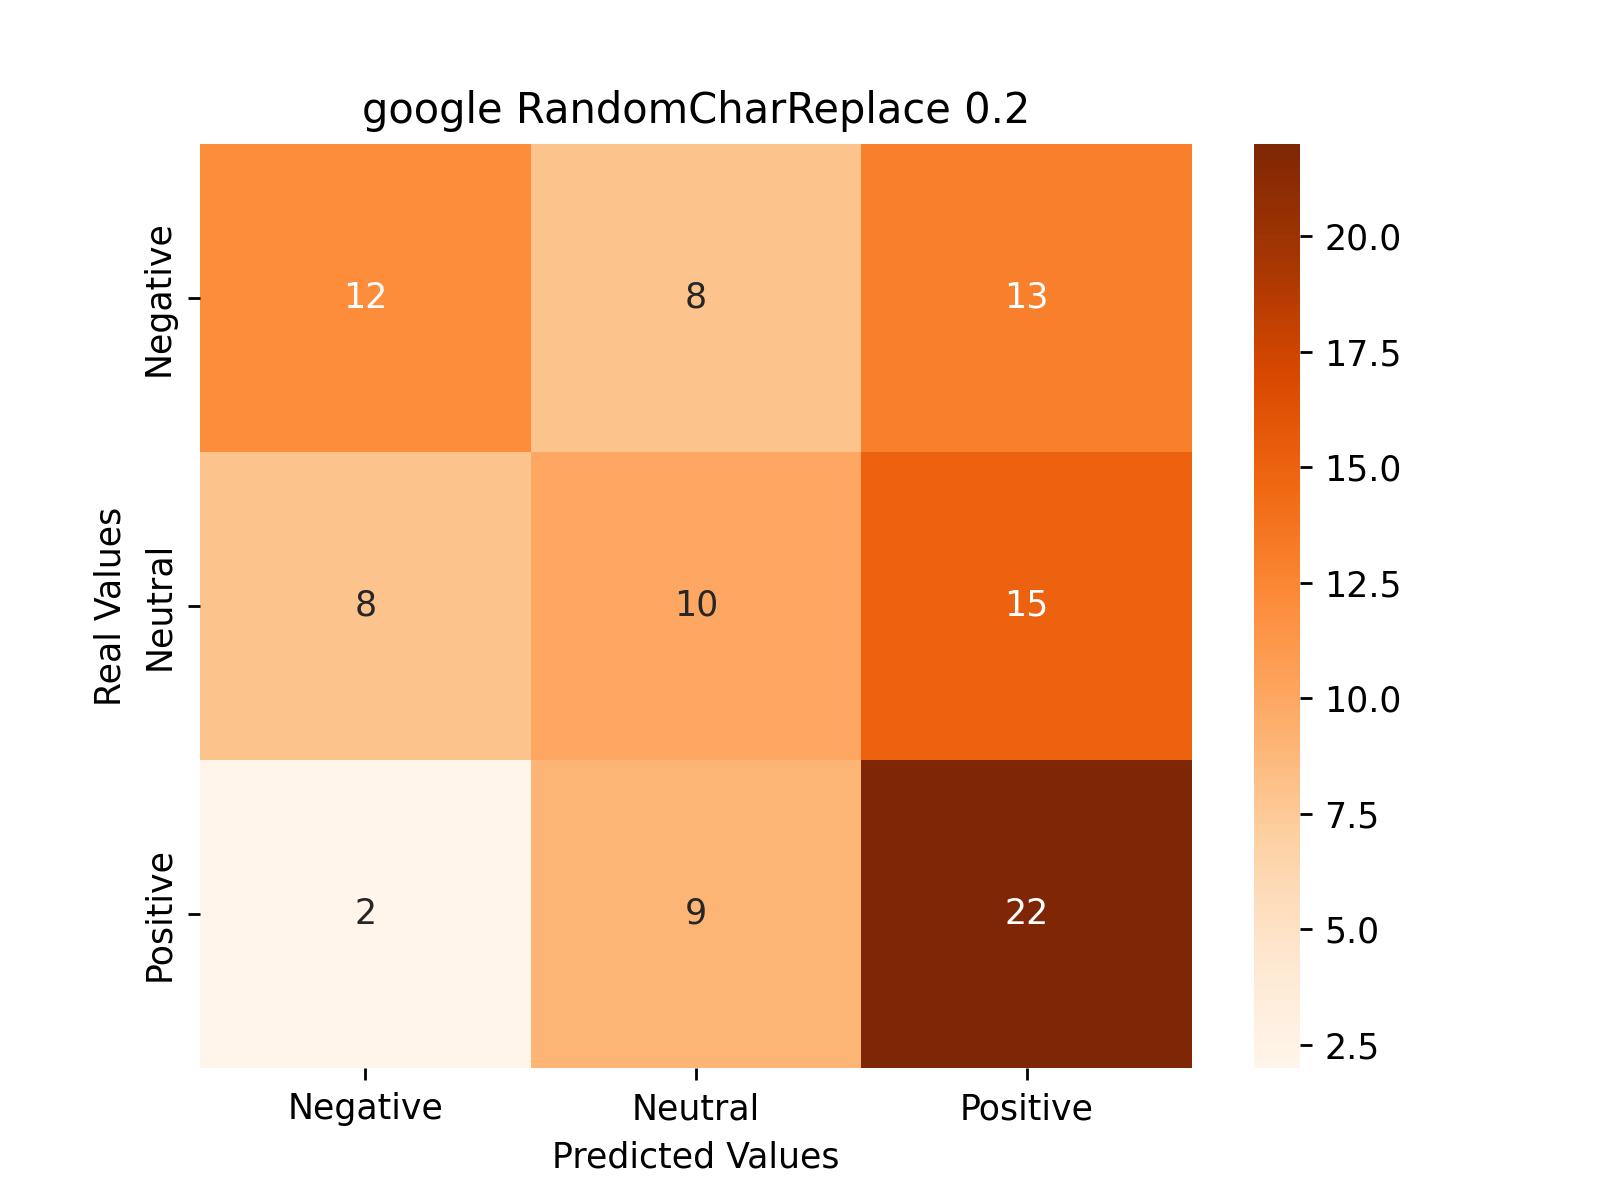 google RandomCharReplace 0.2
Real Values
Negative
12 8 13
Neutral
8 10 15
Positive
2 9 22
Negative Neutral Positive
Predicted Values
20.0
17.5
15.0
12.5
10.0
7.5
5.0
2.5